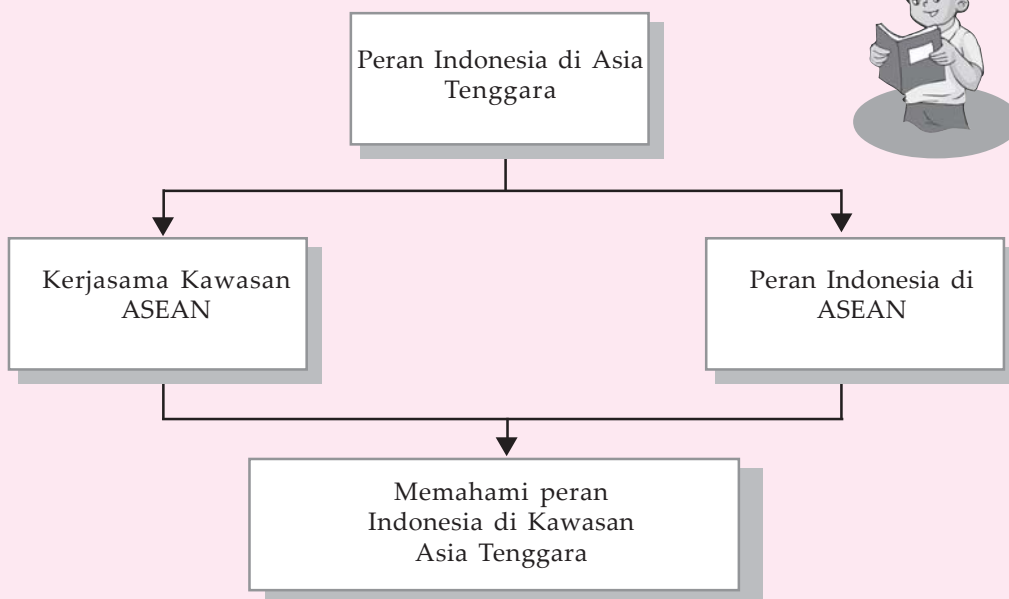 Peran Indonesia di Asia
Tenggara
Kerjasama Kawasan
ASEAN
Peran Indonesia di
ASEAN
Memahami peran
Indonesia di Kawasan
Asia Tenggara